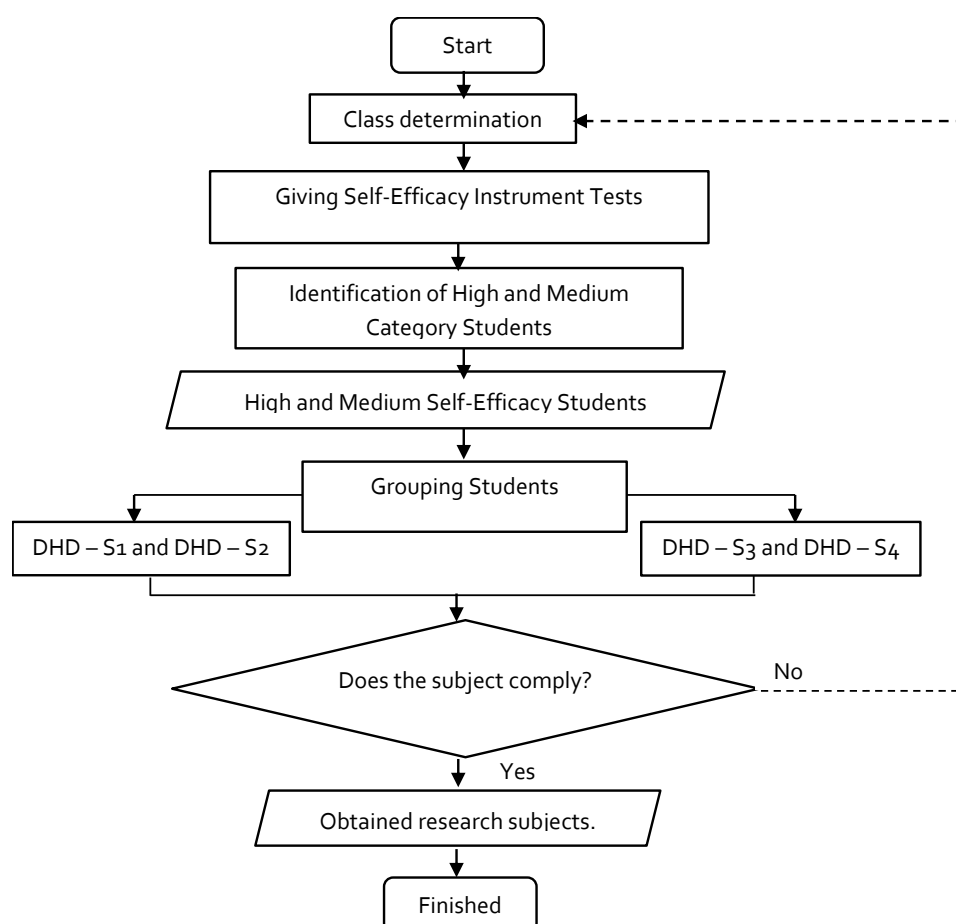 Start
Class determination
Giving Self-Efficacy Instrument Tests
Identification of High and Medium
Category Students
High and Medium Self-Efficacy Students
Grouping Students
DHD – S1 and DHD – S2
DHD – S3 and DHD – S4
Does the subject comply?
No
Yes
Obtained research subjects.
Finished